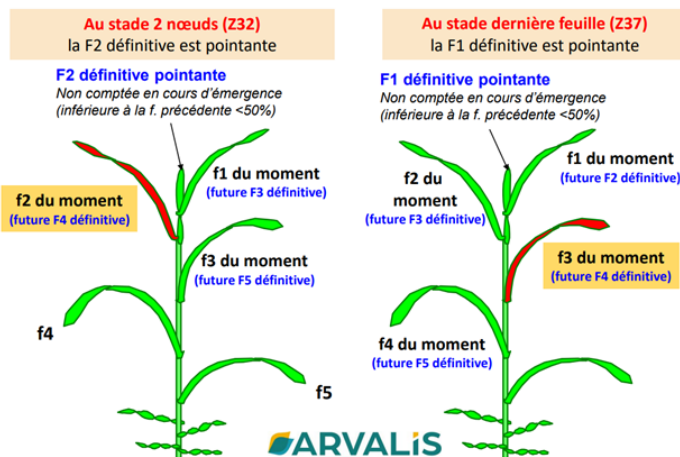 Au stade 2 nœuds (Z32)
la F2 définitive est pointante
F2 définitive pointante
Non comptée en cours d'émergence
(inférieure à la f. précédente <50%)
f1 du moment
(future F3 définitive)
f2 du moment
(future F4 définitive)
f3 du moment
(future F5 définitive)
f4
f5
Au stade dernière feuille (Z37)
la F1 définitive est pointante
F1 définitive pointante
Non comptée en cours d'émergence
(inférieure à la f. précédente <50%)
f1 du moment
(future F2 définitive)
f2 du
moment
(future F3 définitive)
f3 du moment
(future F4 définitive)
f4 du moment
(future F5 définitive)
ARVALIS